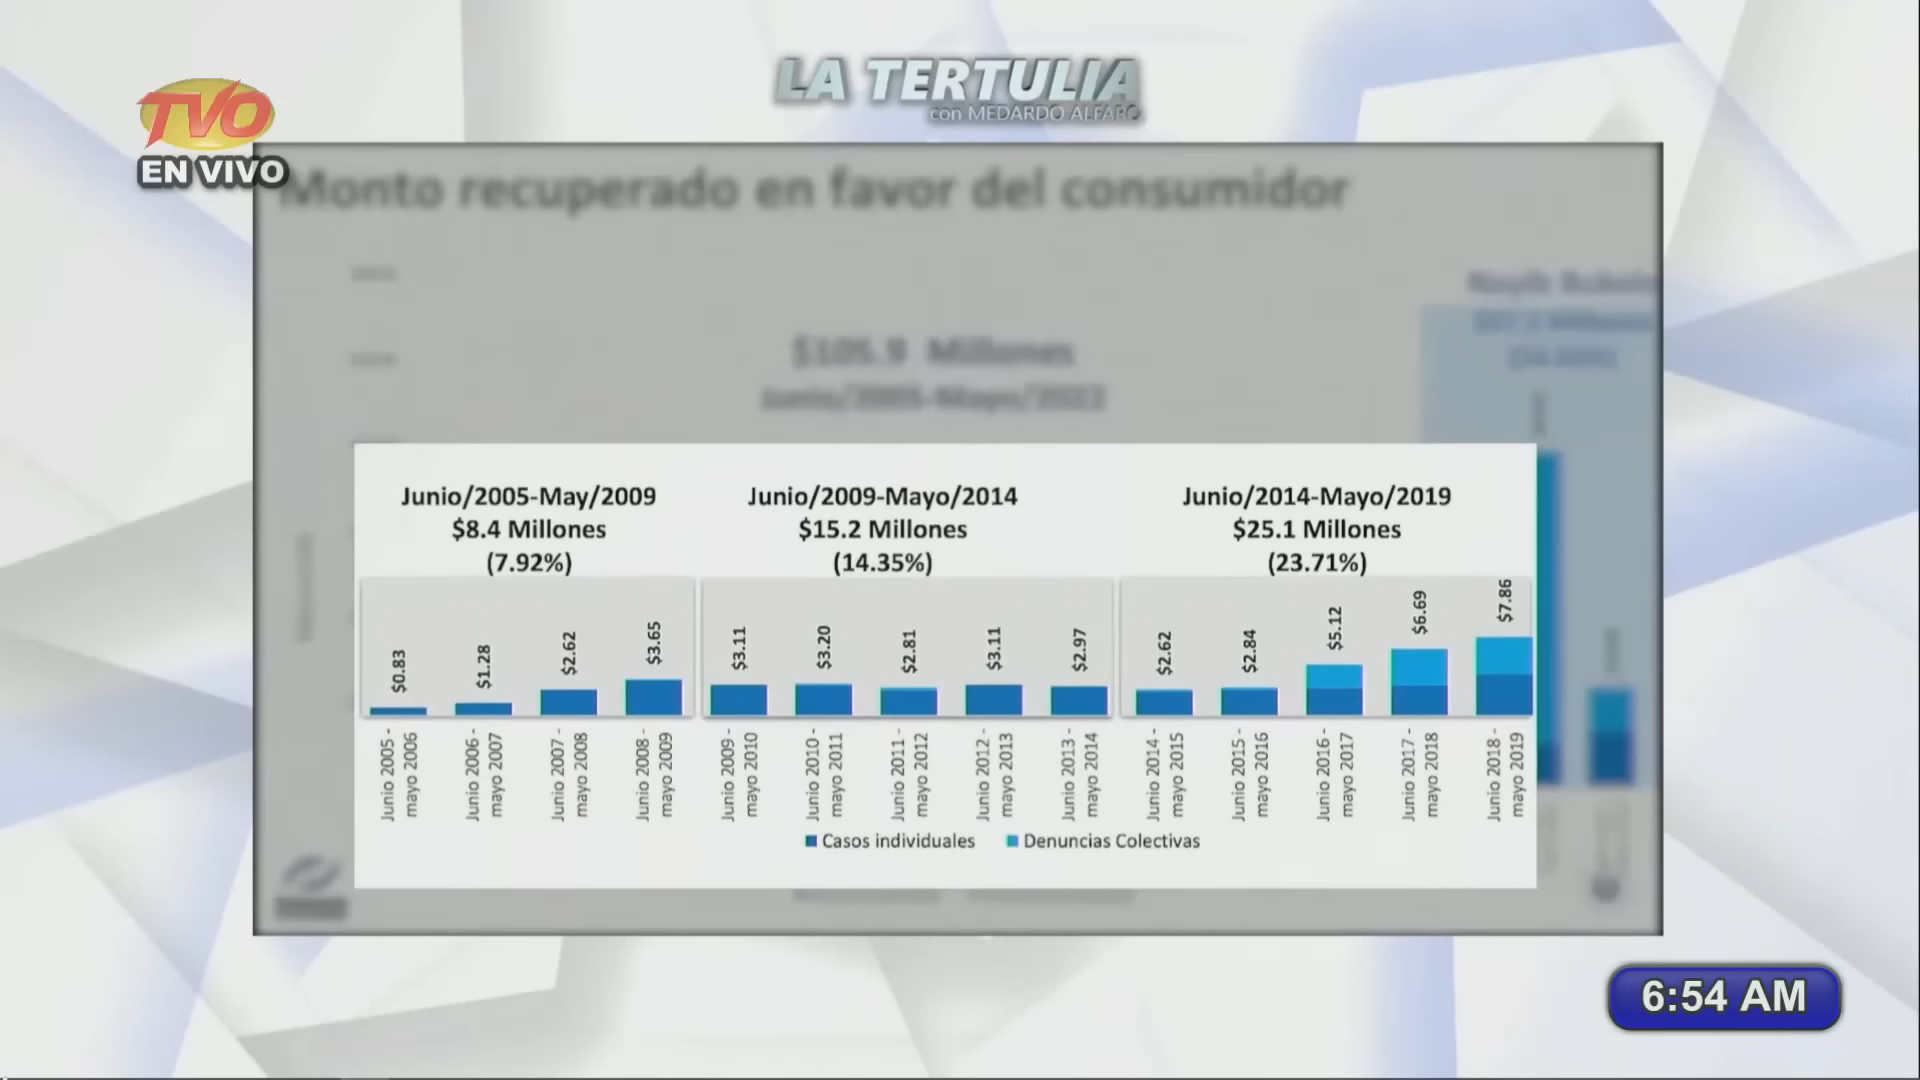 LA TERTULIA
con MEDARDO ALFARO
TVO
EN VIVO
Monto recuperado en favor del consumidor
$105.9 Millones
Junio/2005-Mayo/2022
Junio/2005-May/2009
$8.4 Millones
(7.92%)
Junio/2009-Mayo/2014
$15.2 Millones
(14.35%)
Junio/2014-Mayo/2019
$25.1 Millones
(23.71%)
$0.83
$1.28
$2.62
$3.65
$3.11
$3.20
$2.81
$3.11
$2.97
$2.62
$2.84
$5.12
$6.69
$7.86
Junio 2005 -
mayo 2006
Junio 2006 -
mayo 2007
Junio 2007 -
mayo 2008
Junio 2008 -
mayo 2009
Junio 2009 -
mayo 2010
Junio 2010 -
mayo 2011
Junio 2011 -
mayo 2012
Junio 2012 -
mayo 2013
Junio 2013 -
mayo 2014
Junio 2014 -
mayo 2015
Junio 2015 -
mayo 2016
Junio 2016 -
mayo 2017
Junio 2017 -
mayo 2018
Junio 2018 -
mayo 2019
Casos individuales
Denuncias Colectivas
6:54 AM